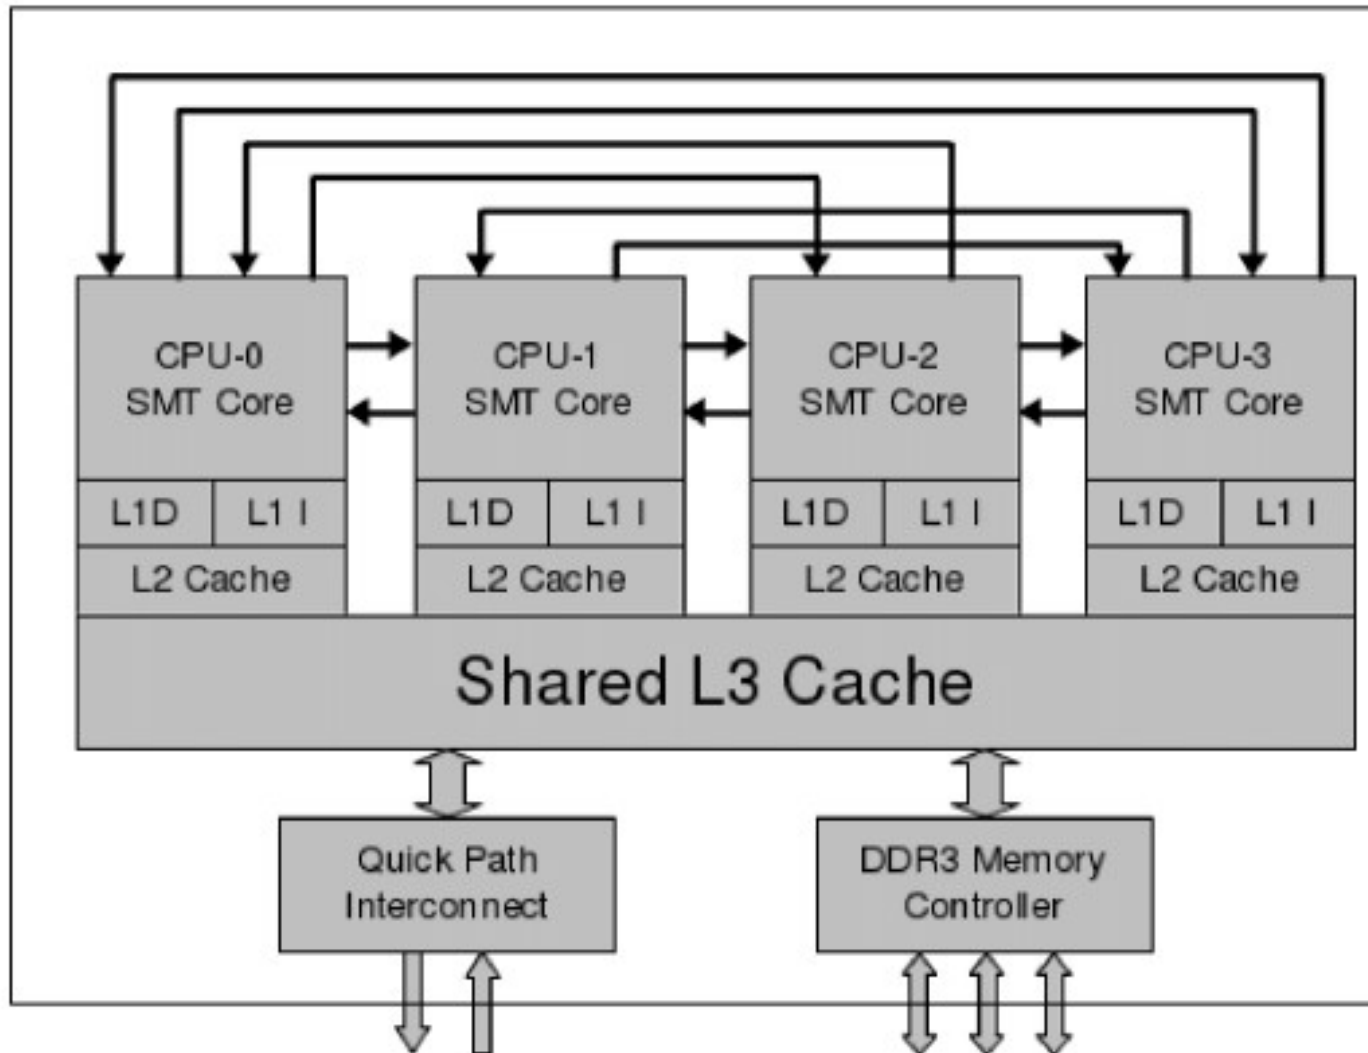 CPU-0
SMT Core
CPU-1
SMT Core
CPU-2
SMT Core
CPU-3
SMT Core
L1D
L1 I
L1D
L1 I
L1D
L1 I
L1D
L1 I
L2 Cache
L2 Cache
L2 Cache
L2 Cache
Shared L3 Cache
Quick Path
Interconnect
DDR3 Memory
Controller